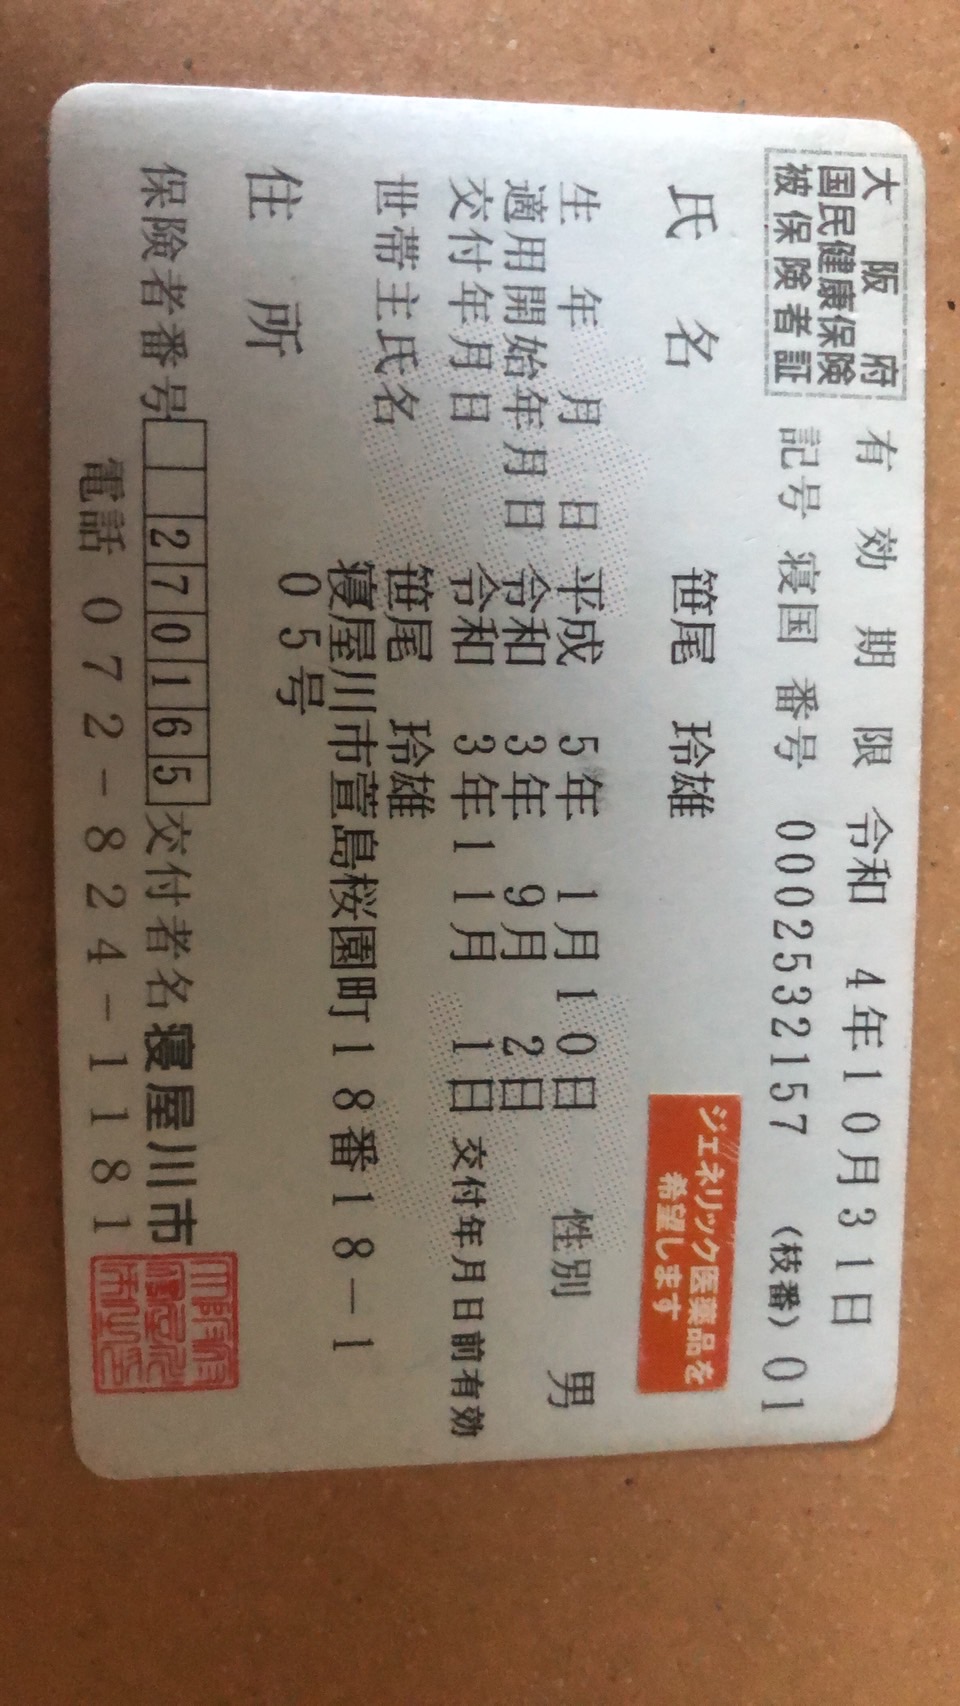 大阪府
国民健康保険
被保険者証
有効期限 令和 4年10月31日
記号 寝国 番号 0002532157 (枝番) 01
氏名 笹尾 玲雄
ジェネリック医薬品を
希望します
生年月日 平成 5年 1月10日 性別 男
適用開始年月日 令和 3年 9月 2日
交付年月日 令和 3年11月 1日 交付年月日前有効
世帯主氏名 笹尾 玲雄
住所 寝屋川市萱島桜園町18番18-1
05号
保険者番号 270165 交付者名 寝屋川市
電話 072-824-1181